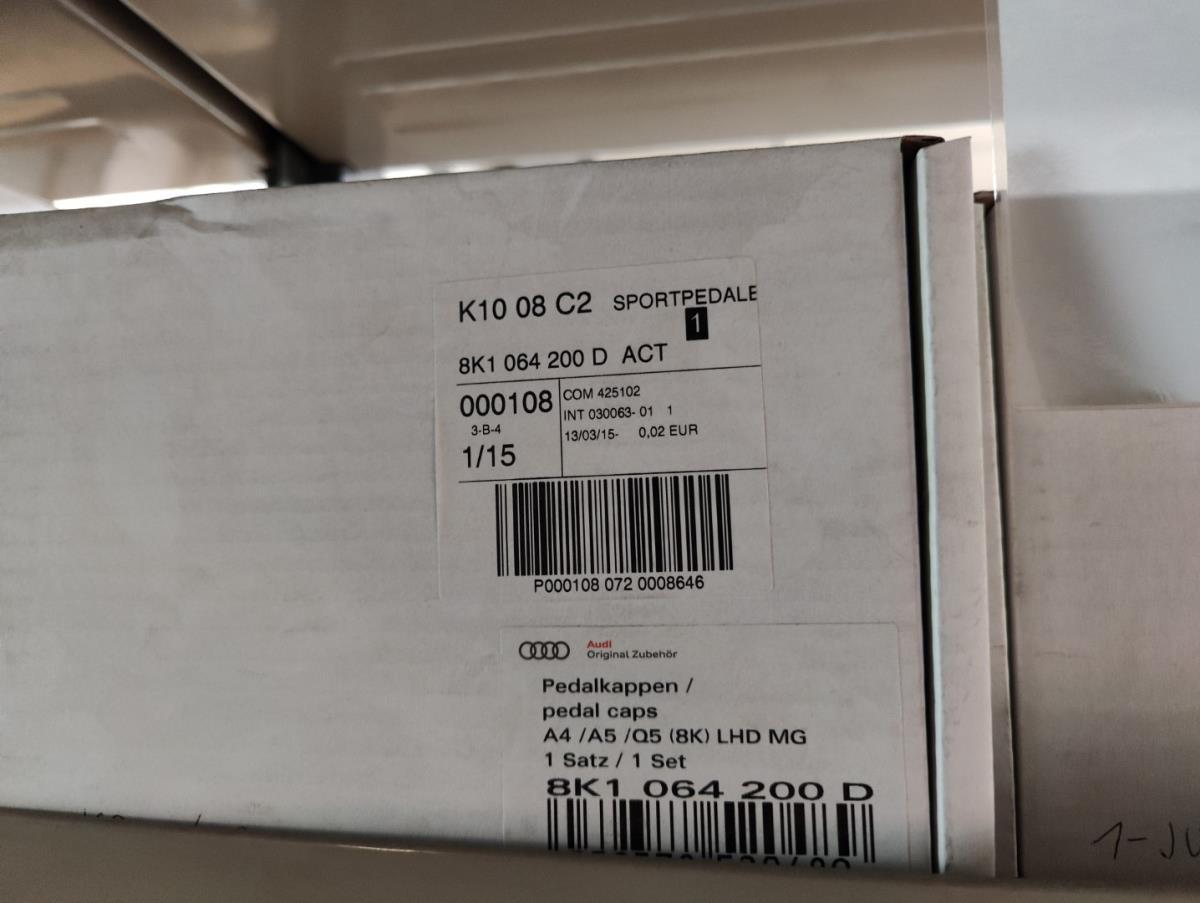 K10 08 C2 SPORTPEDALE
1
8K1 064 200 D ACT
000108
3-B-4
1/15
COM 425102
INT 030063- 01 1
13/03/15- 0,02 EUR
P000108 072 0008646
Audi
Original Zubehör
Pedalkappen /
pedal caps
A4 /A5 /Q5 (8K) LHD MG
1 Satz / 1 Set
8K1 064 200 D